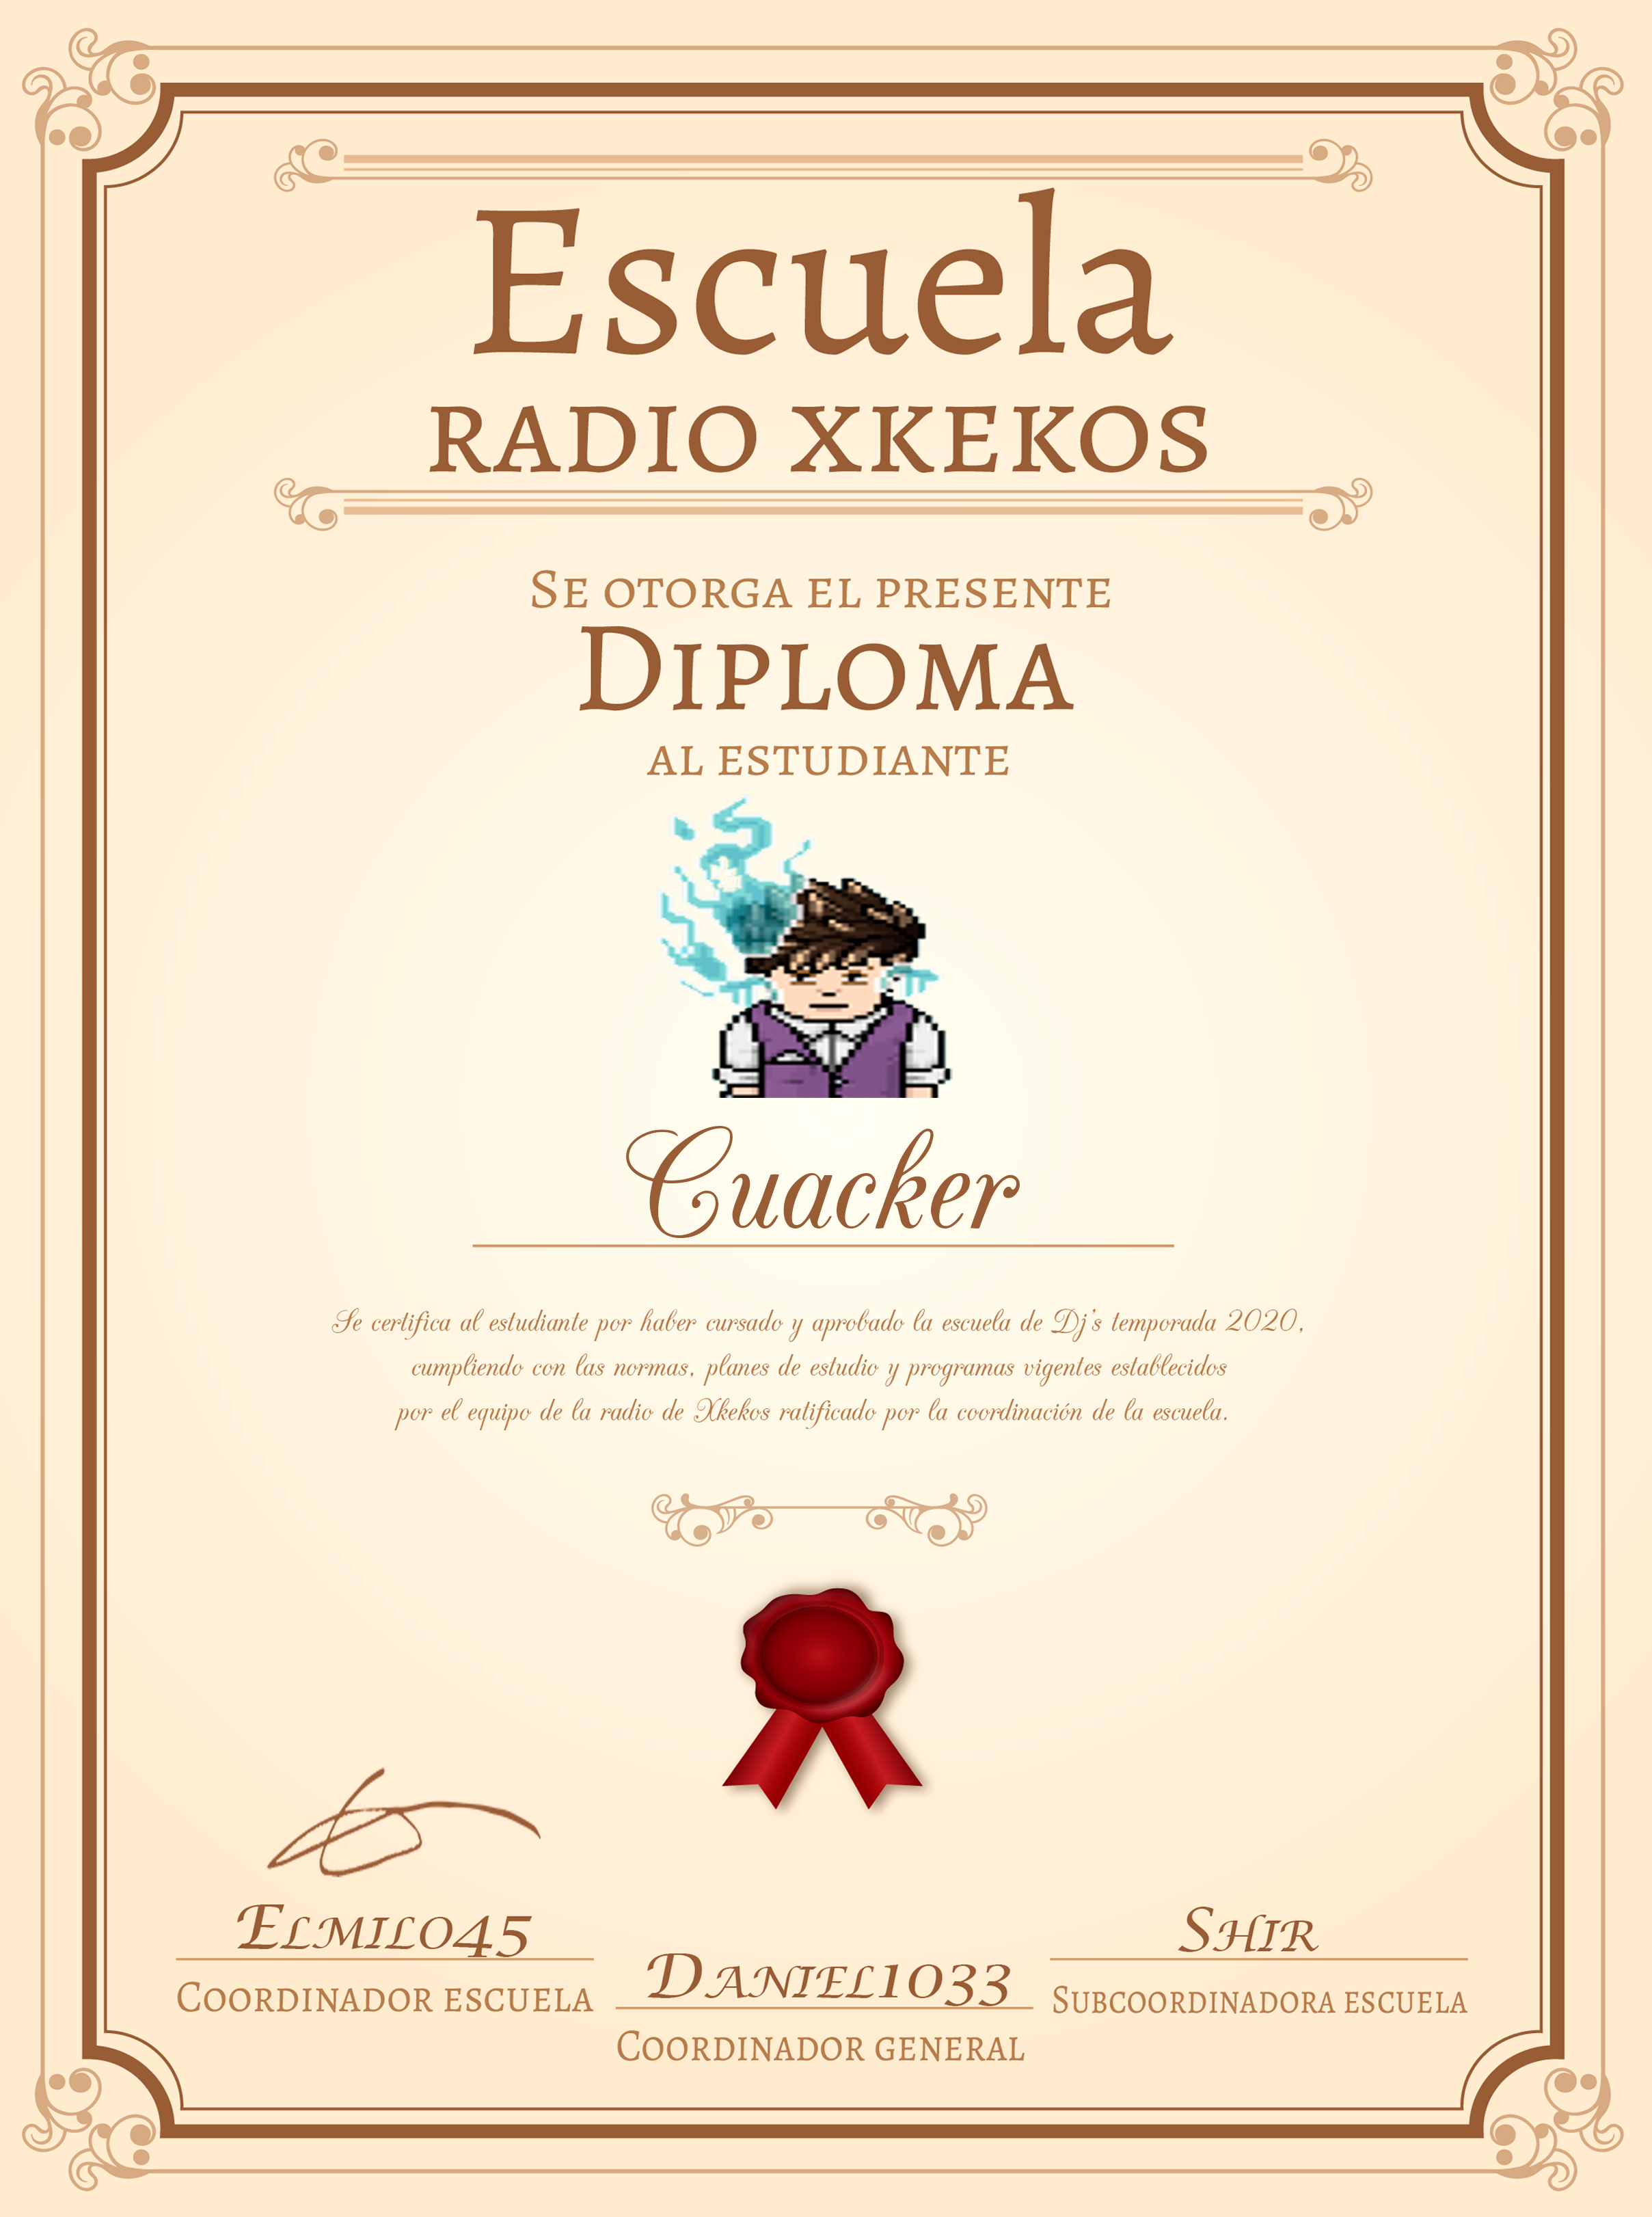 Escuela
RADIO XKEKOS
SE OTORGA EL PRESENTE
DIPLOMA
AL ESTUDIANTE
Cuacker
Se certifica al estudiante por haber cursado y aprobado la escuela de Dj's temporada 2020,
cumpliendo con las normas, planes de estudio y programas vigentes establecidos
por el equipo de la radio de Xkekos ratificado por la coordinación de la escuela.
ELMILO45
COORDINADOR ESCUELA
DANIEL1033
COORDINADOR GENERAL
SHIR
SUBCOORDINADORA ESCUELA